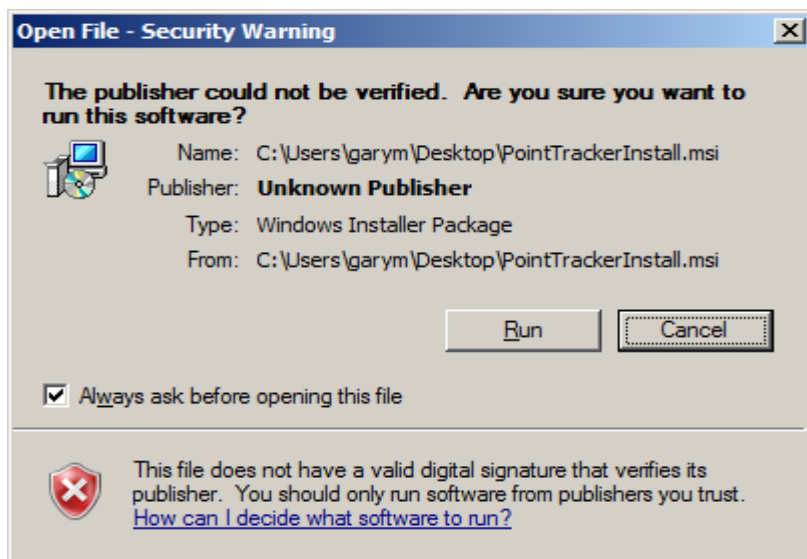 Open File - Security Warning
The publisher could not be verified.  Are you sure you want to
run this software?
Name: C:\Users\garym\Desktop\PointTrackerInstall.msi
Publisher: Unknown Publisher
Type: Windows Installer Package
From: C:\Users\garym\Desktop\PointTrackerInstall.msi
Run Cancel
Always ask before opening this file
This file does not have a valid digital signature that verifies its
publisher.  You should only run software from publishers you trust.
How can I decide what software to run?